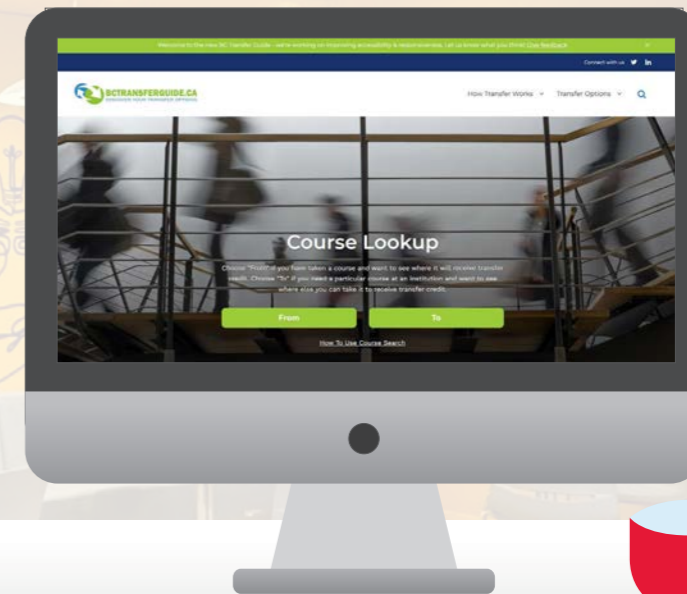 Welcome to the new BC Transfer Guide - we're working on improving accessibility & responsiveness. Let us know what you think! Give feedback
Connect with us
BCTRANSFERGUIDE.CA
DISCOVER YOUR TRANSFER OPTIONS
How Transfer Works
Transfer Options
Course Lookup
Choose "From" if you have taken a course and want to see where it will receive transfer
credit. Choose "To" if you need a particular course at an institution and want to see
where else you can take it to receive transfer credit.
From
To
How To Use Course Search